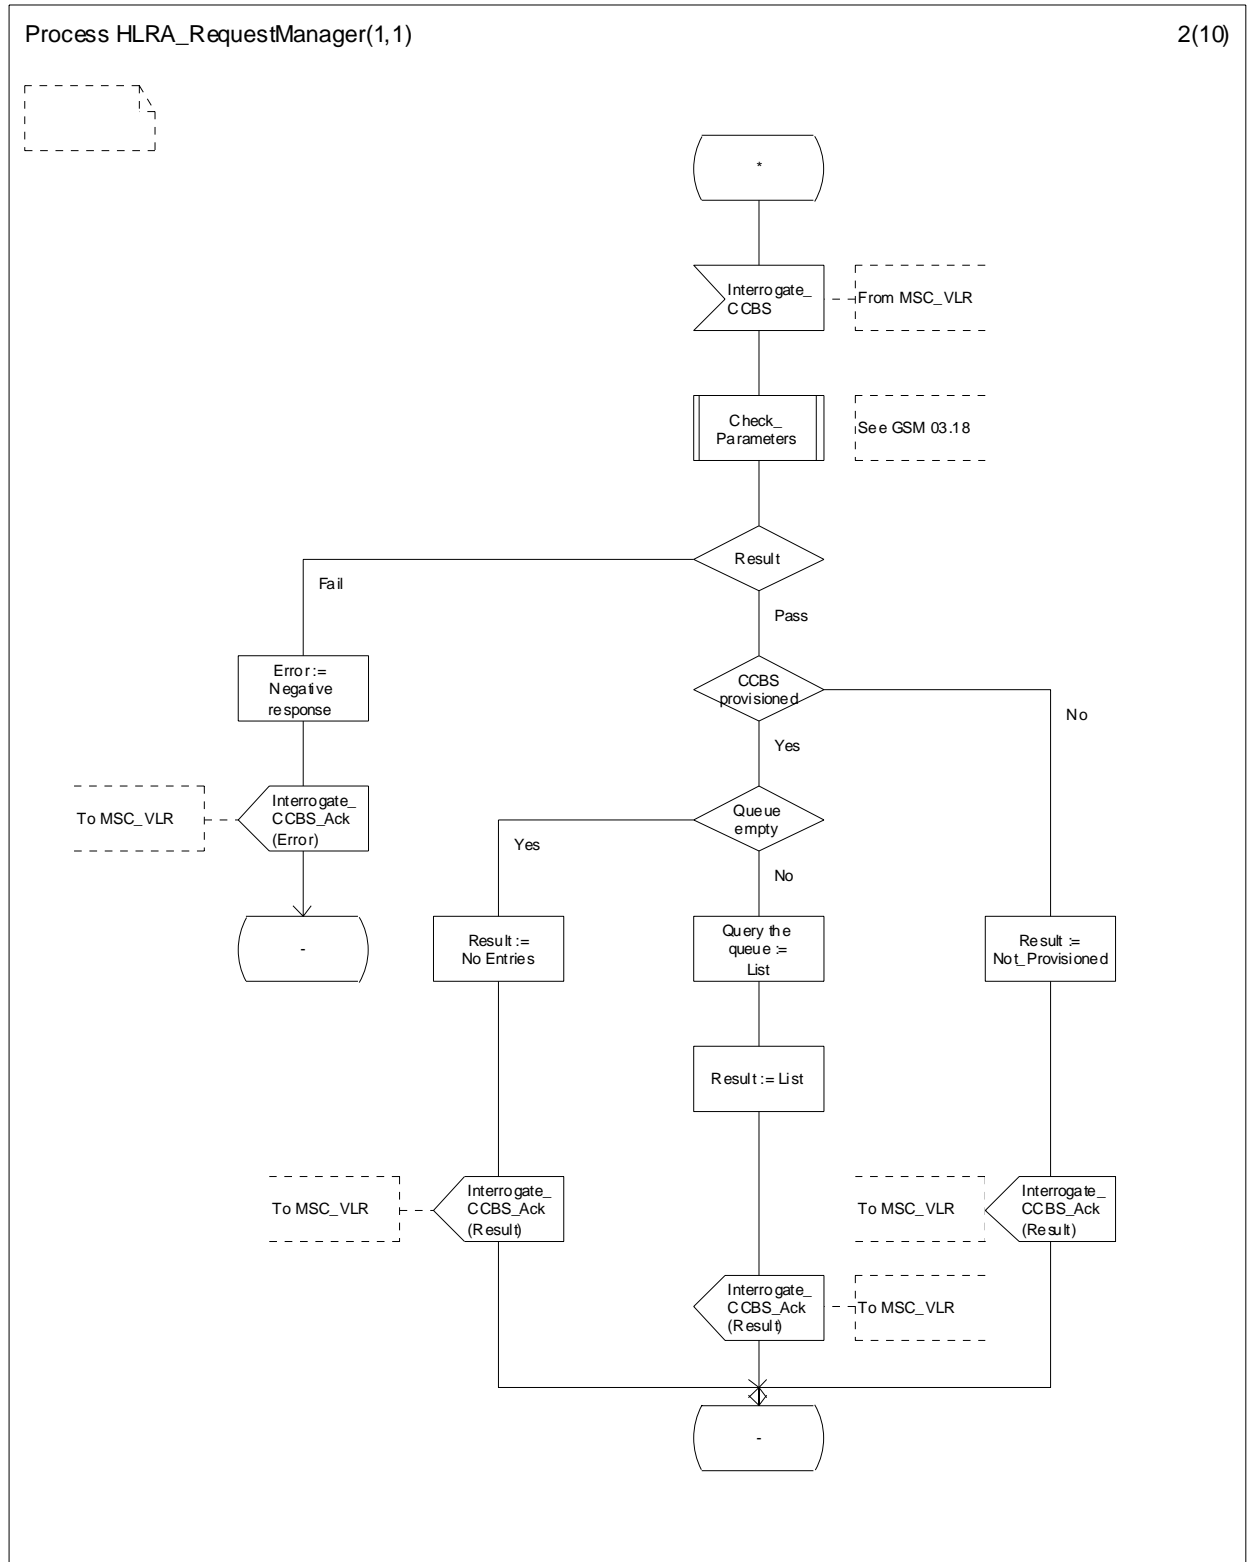 Process HLRA_RequestManager(1,1)
2(10)
*
Interrogate_
CCBS
From MSC_VLR
Check_
Parameters
See GSM 03.18
Result
Fail
Pass
Error :=
Negative
response
CCBS
provisioned
No
Yes
To MSC_VLR
Interrogate_
CCBS_Ack
(Error)
Queue
empty
Yes
No
-
Result :=
No Entries
Query the
queue :=
List
Result :=
Not_Provisioned
Result := List
To MSC_VLR
Interrogate_
CCBS_Ack
(Result)
To MSC_VLR
Interrogate_
CCBS_Ack
(Result)
Interrogate_
CCBS_Ack
(Result)
To MSC_VLR
-